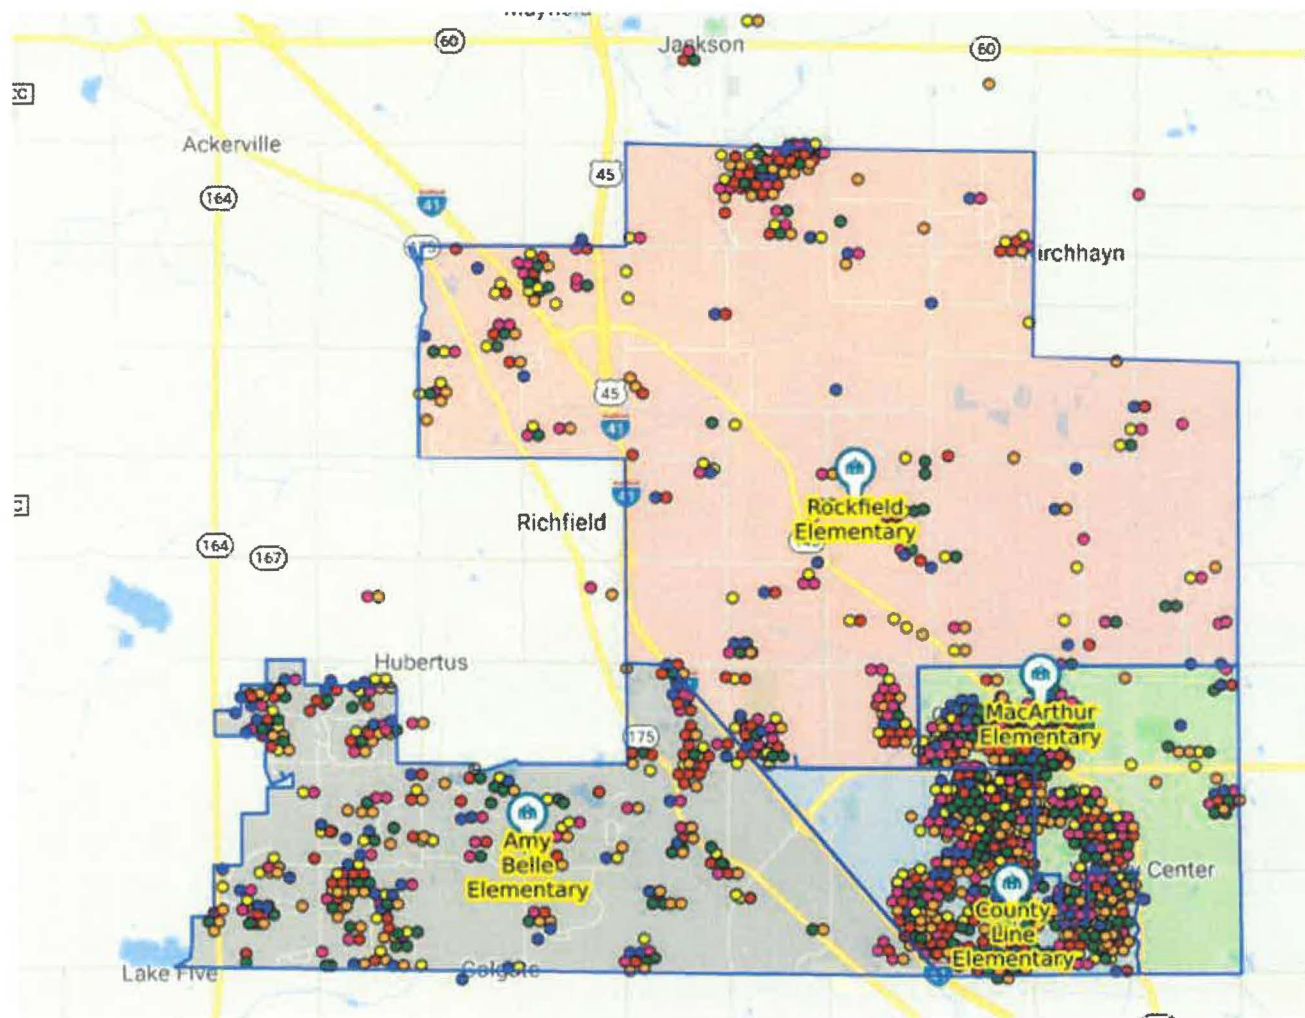 60
Jackson
60
Ackerville
164
45
41
175
irchhayn
45
41
41
Rockfield
Elementary
Richfield
164
167
Hubertus
MacArthur
Elementary
175
Amy
Belle
Elementary
Center
County
Line
Elementary
Lake Five
Colgate